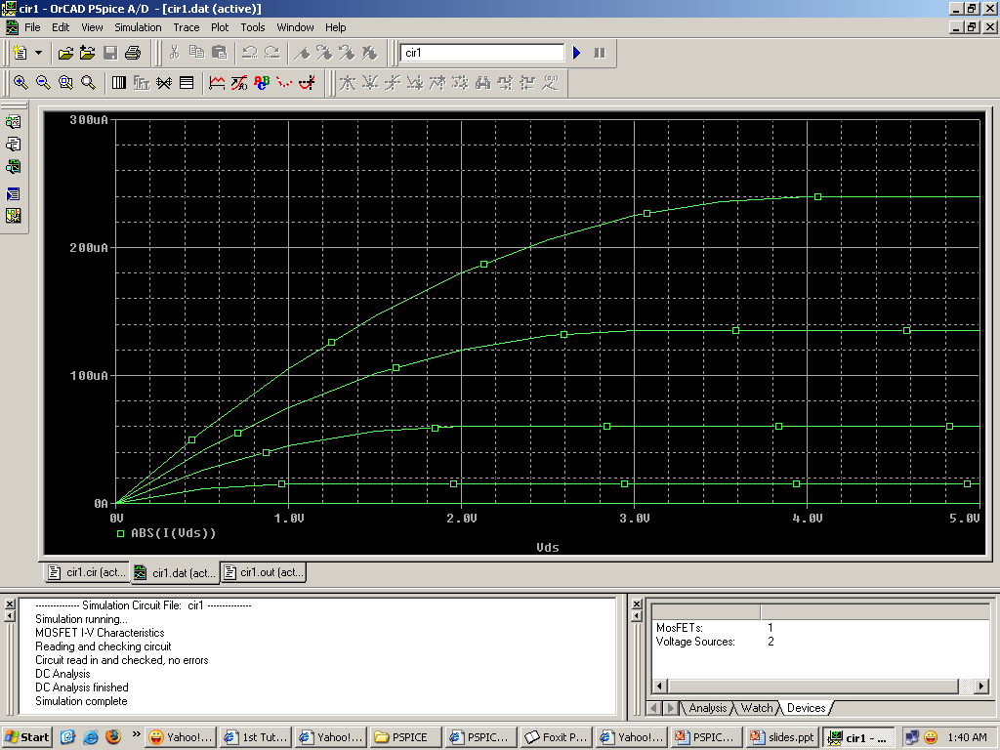 cir1 - OrCAD PSpice A/D - [cir1.dat (active)]
File Edit View Simulation Trace Plot Tools Window Help
cir1
300uA
200uA
100uA
0A
0V 1.0V 2.0V 3.0V 4.0V 5.0V
ABS(I(Vds))
Vds
cir1.cir (act... cir1.dat (act... cir1.out (act...
-------------- Simulation Circuit File: cir1 --------------
Simulation running...
MOSFET I-V Characteristics
Reading and checking circuit
Circuit read in and checked, no errors
DC Analysis
DC Analysis finished
Simulation complete
MosFETs: 1
Voltage Sources: 2
Analysis Watch Devices
Start Yahoo!... 1st Tut... Yahoo!... PSPICE PSPIC... Foxit P... Yahoo!... PSPIC... slides.ppt cir1 - ... 1:40 AM